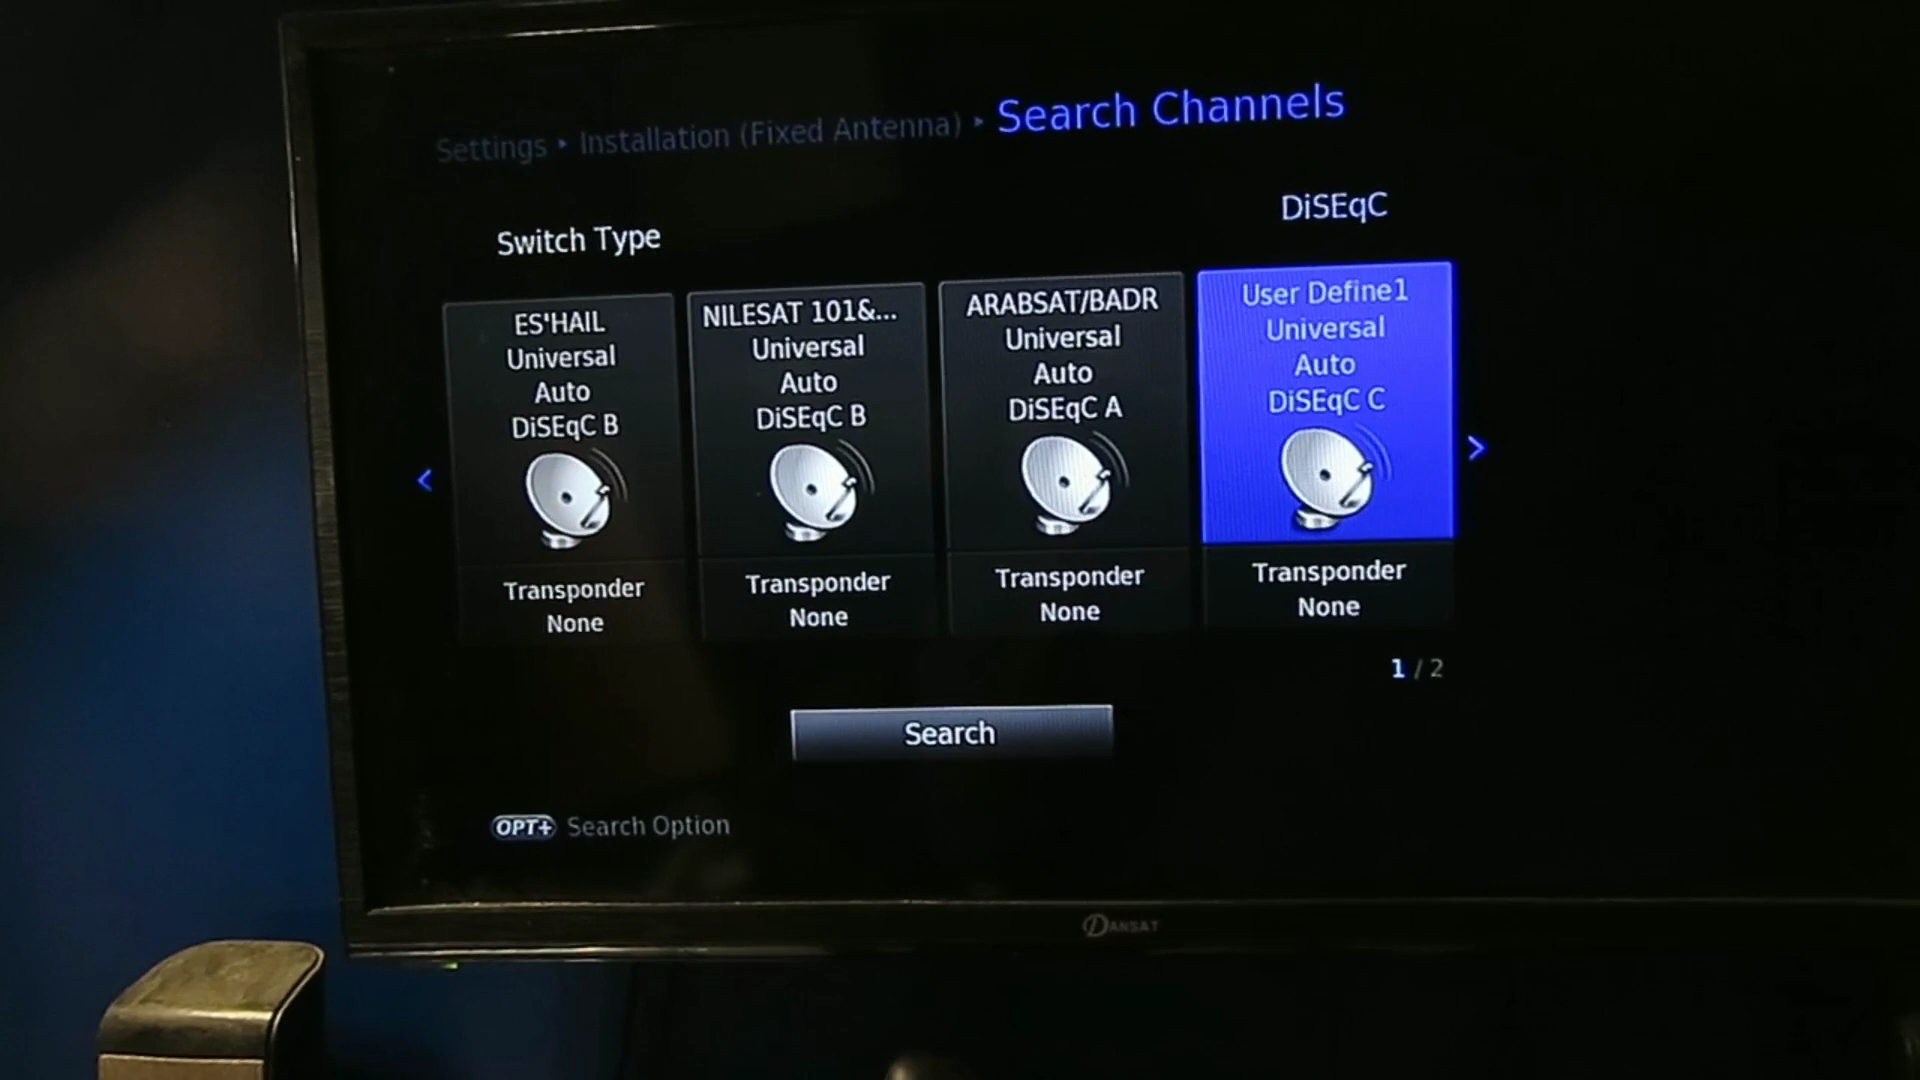 Settings ‣ Installation (Fixed Antenna) ‣ Search Channels
Switch Type
DiSEqC
ES'HAIL
Universal
Auto
DiSEqC B
Transponder
None
NILESAT 101&...
Universal
Auto
DiSEqC B
Transponder
None
ARABSAT/BADR
Universal
Auto
DiSEqC A
Transponder
None
User Define1
Universal
Auto
DiSEqC C
Transponder
None
1 / 2
Search
OPT+ Search Option
DANSAT